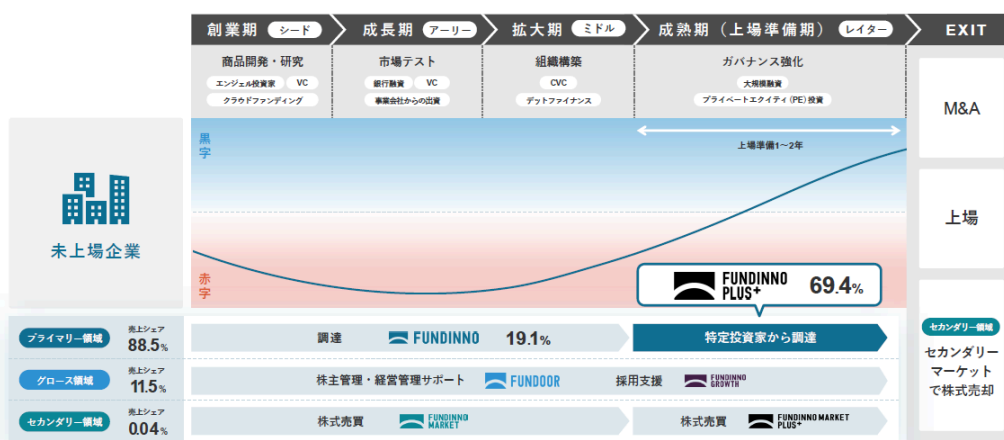 創業期 シード 成長期 アーリー 拡大期 ミドル 成熟期（上場準備期） レイター EXIT
商品開発・研究
エンジェル投資家 VC
クラウドファンディング
市場テスト
銀行融資 VC
事業会社からの出資
組織構築
CVC
デットファイナンス
ガバナンス強化
大規模融資
プライベートエクイティ（PE）投資
M&A
黒字
上場準備1〜2年
未上場企業
上場
赤字
FUNDINNO PLUS+ 69.4%
プライマリー領域 売上シェア 88.5%
調達 FUNDINNO 19.1%
特定投資家から調達
グロース領域 売上シェア 11.5%
株主管理・経営管理サポート FUNDOOR 採用支援 FUNDINNO GROWTH
セカンダリー領域 売上シェア 0.04%
株式売買 FUNDINNO MARKET
株式売買 FUNDINNO MARKET PLUS+
セカンダリー領域
セカンダリー
マーケット
で株式売却